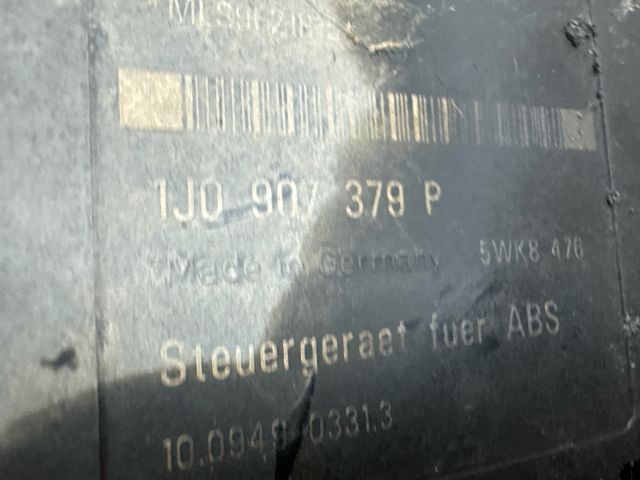 1J0 907 379 P
Made in Germany 5WK8 476
Steuergeraet fuer ABS
10.0949-0331.3